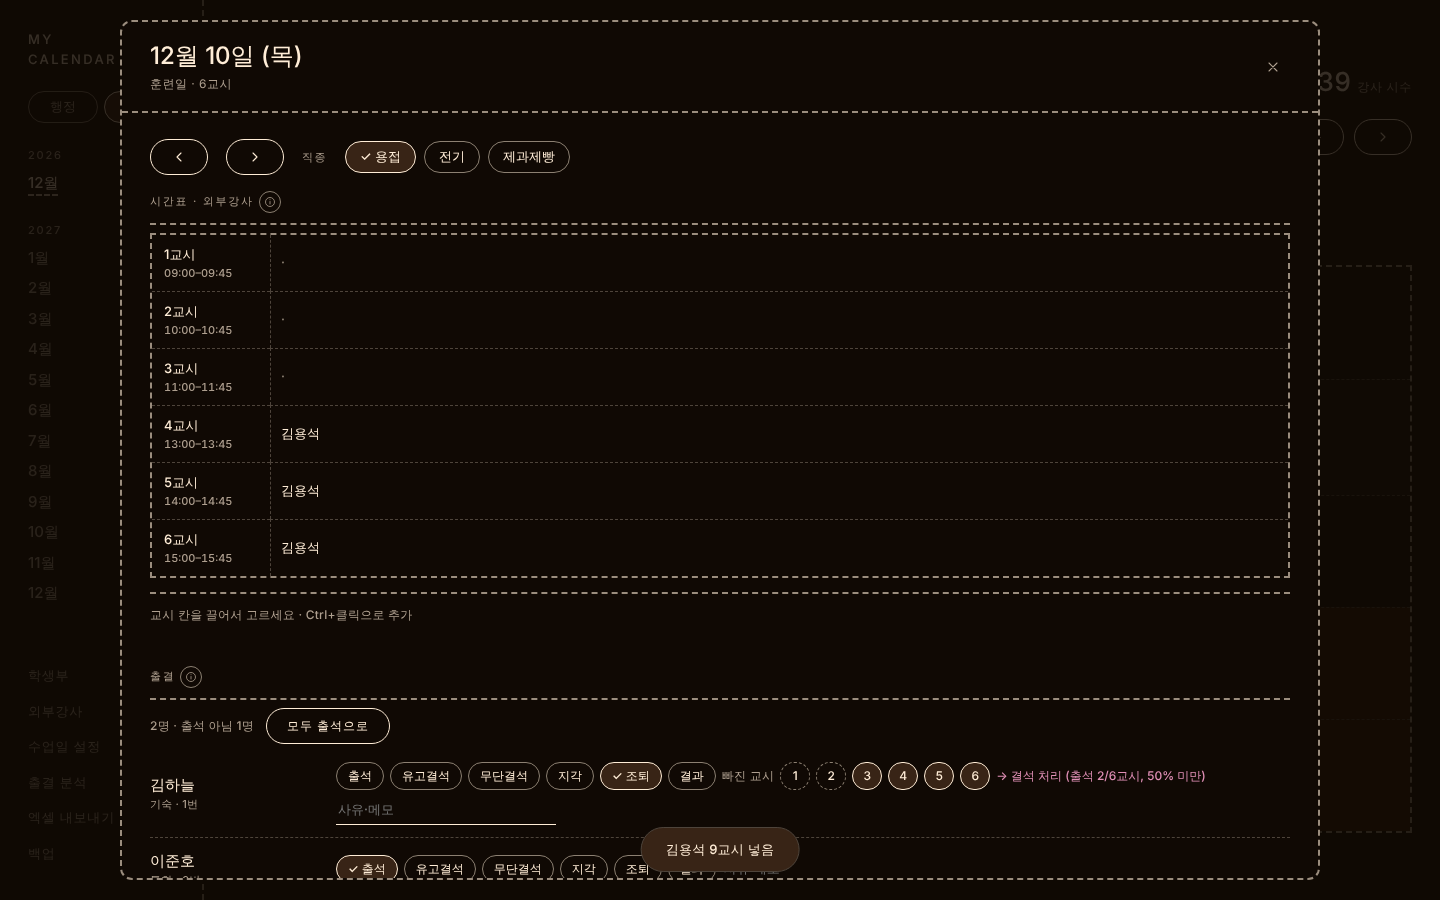 MY
CALENDAR
행정
2026
12월
2027
1월
2월
3월
4월
5월
6월
7월
8월
9월
10월
11월
12월
학생부
외부강사
수업일 설정
출결 분석
엑셀 내보내기
백업
39 강사 시수
12월 10일 (목)
훈련일 · 6교시
직종 용접 전기 제과제빵
시간표 · 외부강사
1교시
09:00–09:45
·
2교시
10:00–10:45
·
3교시
11:00–11:45
·
4교시
13:00–13:45
김용석
5교시
14:00–14:45
김용석
6교시
15:00–15:45
김용석
교시 칸을 끌어서 고르세요 · Ctrl+클릭으로 추가
출결
2명 · 출석 아님 1명 모두 출석으로
김하늘
기숙 · 1번
출석 유고결석 무단결석 지각 조퇴 결과 빠진 교시 1 2 3 4 5 6 → 결석 처리 (출석 2/6교시, 50% 미만)
사유·메모
이준호
출석 유고결석 무단결석 지각 조퇴
김용석 9교시 넣음